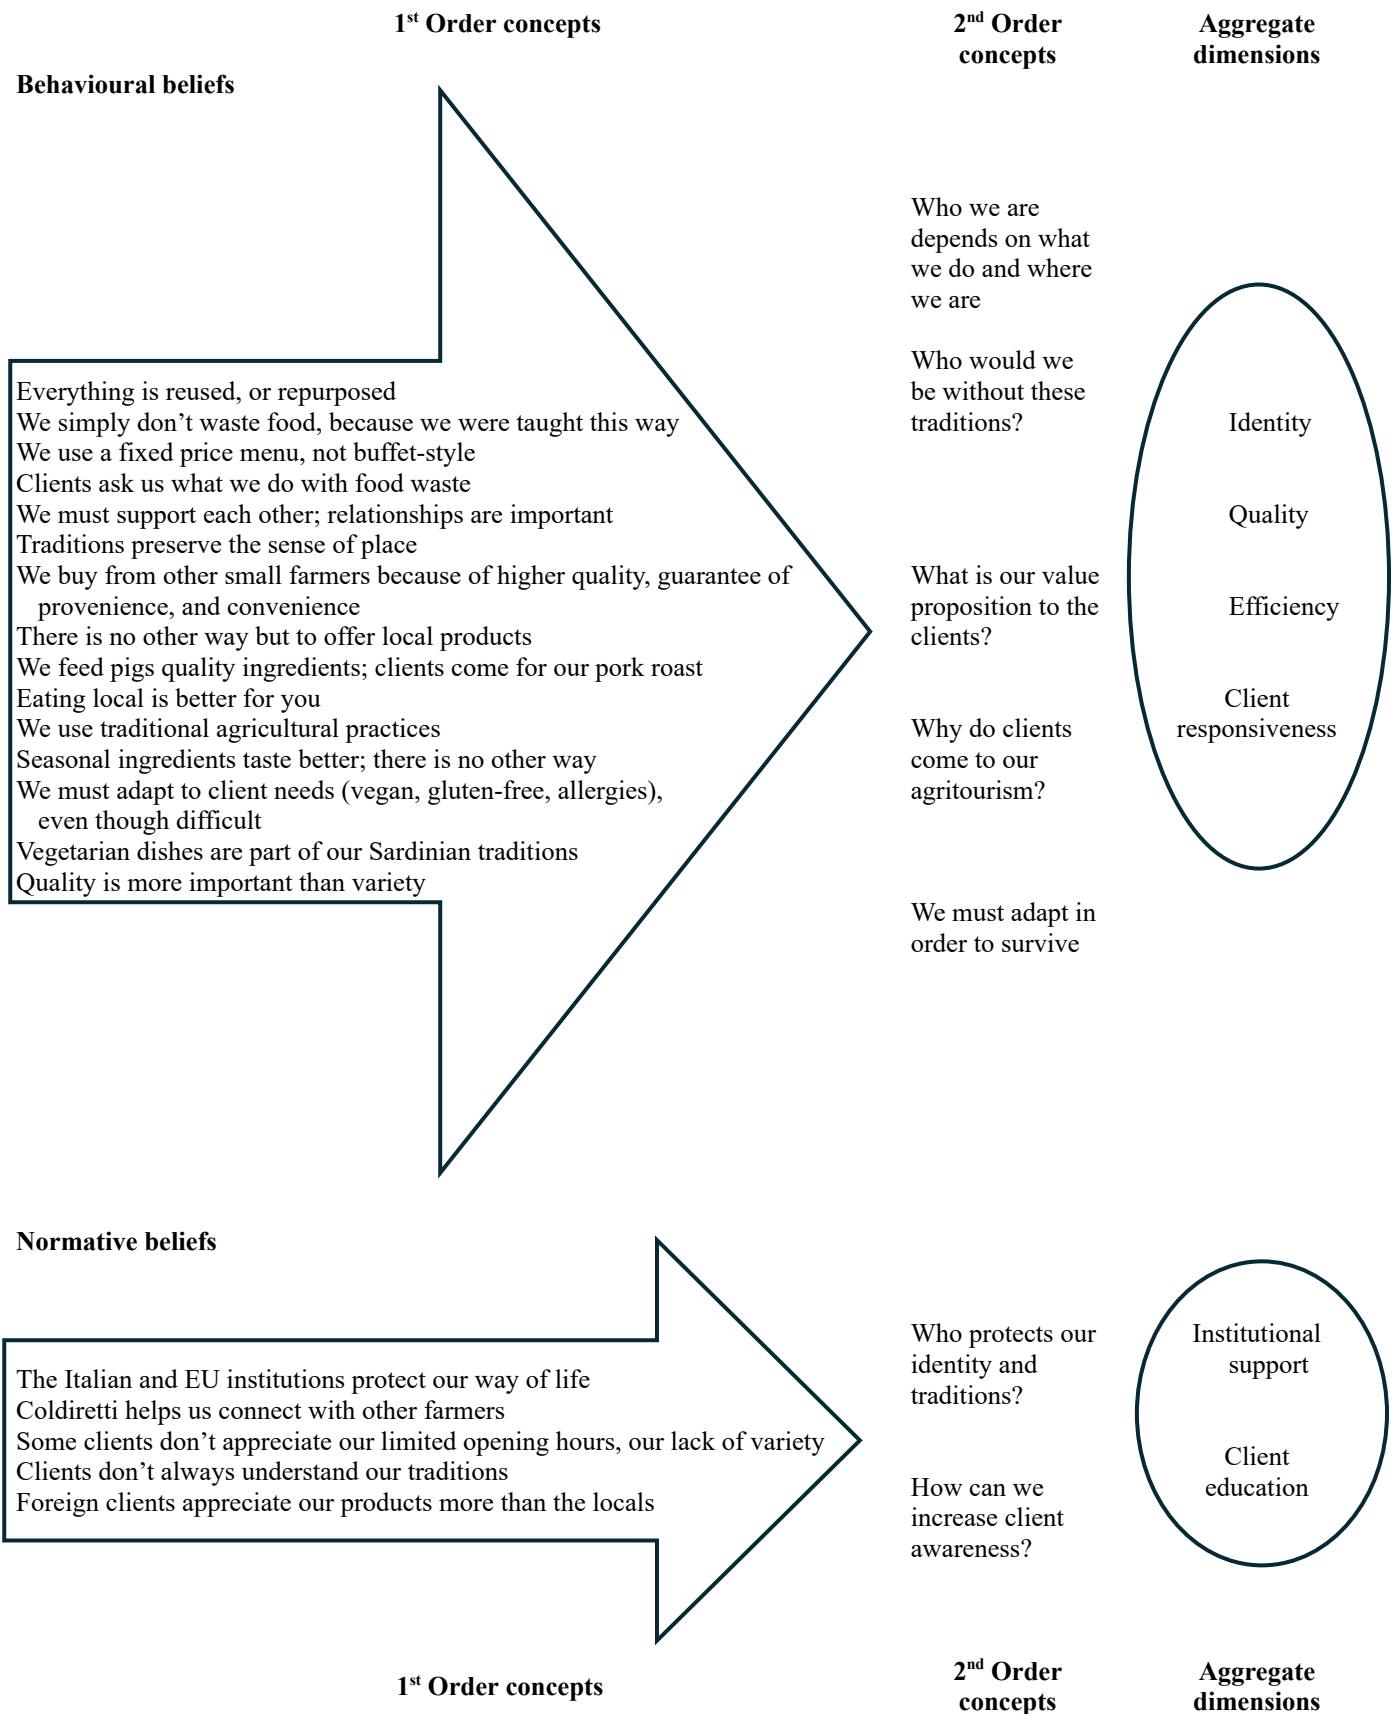 1st Order concepts
2nd Order
concepts
Aggregate
dimensions
Behavioural beliefs
Everything is reused, or repurposed
We simply don’t waste food, because we were taught this way
We use a fixed price menu, not buffet-style
Clients ask us what we do with food waste
We must support each other; relationships are important
Traditions preserve the sense of place
We buy from other small farmers because of higher quality, guarantee of
provenience, and convenience
There is no other way but to offer local products
We feed pigs quality ingredients; clients come for our pork roast
Eating local is better for you
We use traditional agricultural practices
Seasonal ingredients taste better; there is no other way
We must adapt to client needs (vegan, gluten-free, allergies),
even though difficult
Vegetarian dishes are part of our Sardinian traditions
Quality is more important than variety
Who we are
depends on what
we do and where
we are
Who would we
be without these
traditions?
What is our value
proposition to the
clients?
Why do clients
come to our
agritourism?
We must adapt in
order to survive
Identity
Quality
Efficiency
Client
responsiveness
Normative beliefs
The Italian and EU institutions protect our way of life
Coldiretti helps us connect with other farmers
Some clients don’t appreciate our limited opening hours, our lack of variety
Clients don’t always understand our traditions
Foreign clients appreciate our products more than the locals
Who protects our
identity and
traditions?
How can we
increase client
awareness?
Institutional
support
Client
education
1st Order concepts
2nd Order
concepts
Aggregate
dimensions